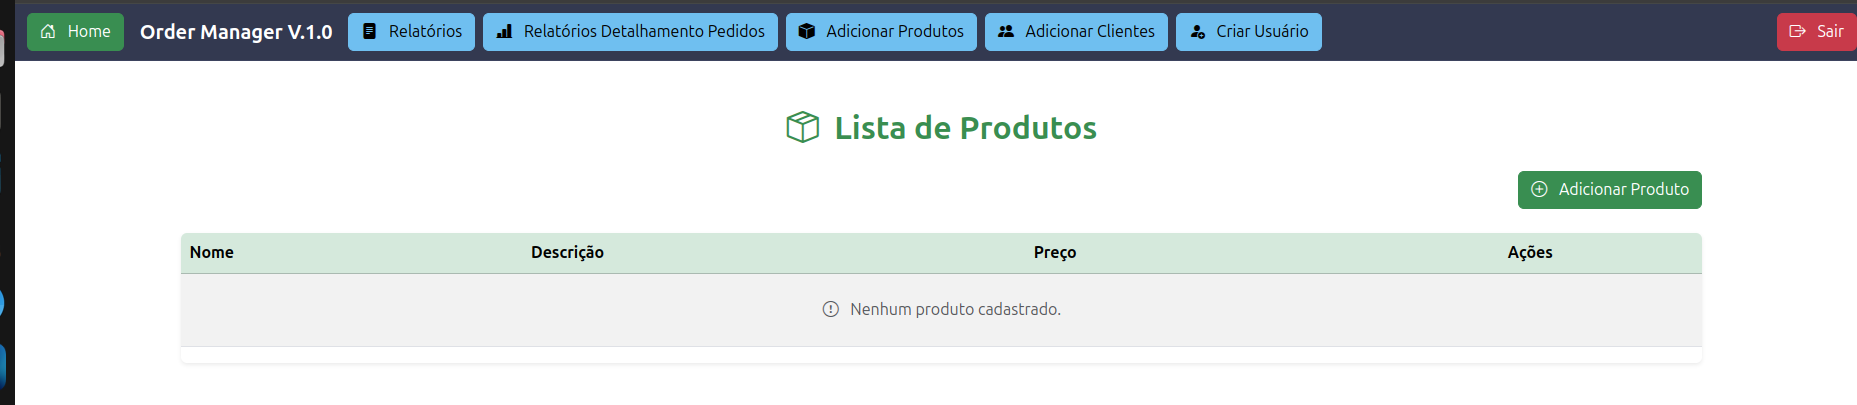 Home Order Manager V.1.0 Relatórios Relatórios Detalhamento Pedidos Adicionar Produtos Adicionar Clientes Criar Usuário Sair
Lista de Produtos
Adicionar Produto
Nome Descrição Preço Ações
Nenhum produto cadastrado.